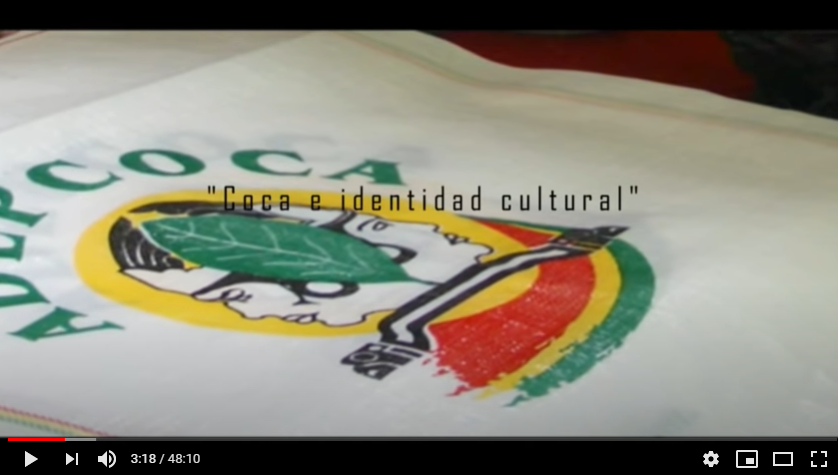 ADEPCOCA
"Coca e identidad cultural"
3:18 / 48:10